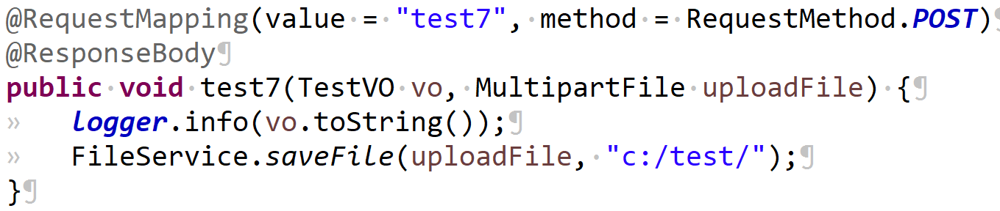 @RequestMapping(value = "test7", method = RequestMethod.POST)¶
@ResponseBody¶
public void test7(TestVO vo, MultipartFile uploadFile) {¶
» logger.info(vo.toString());¶
» FileService.saveFile(uploadFile, "c:/test/");¶
}¶